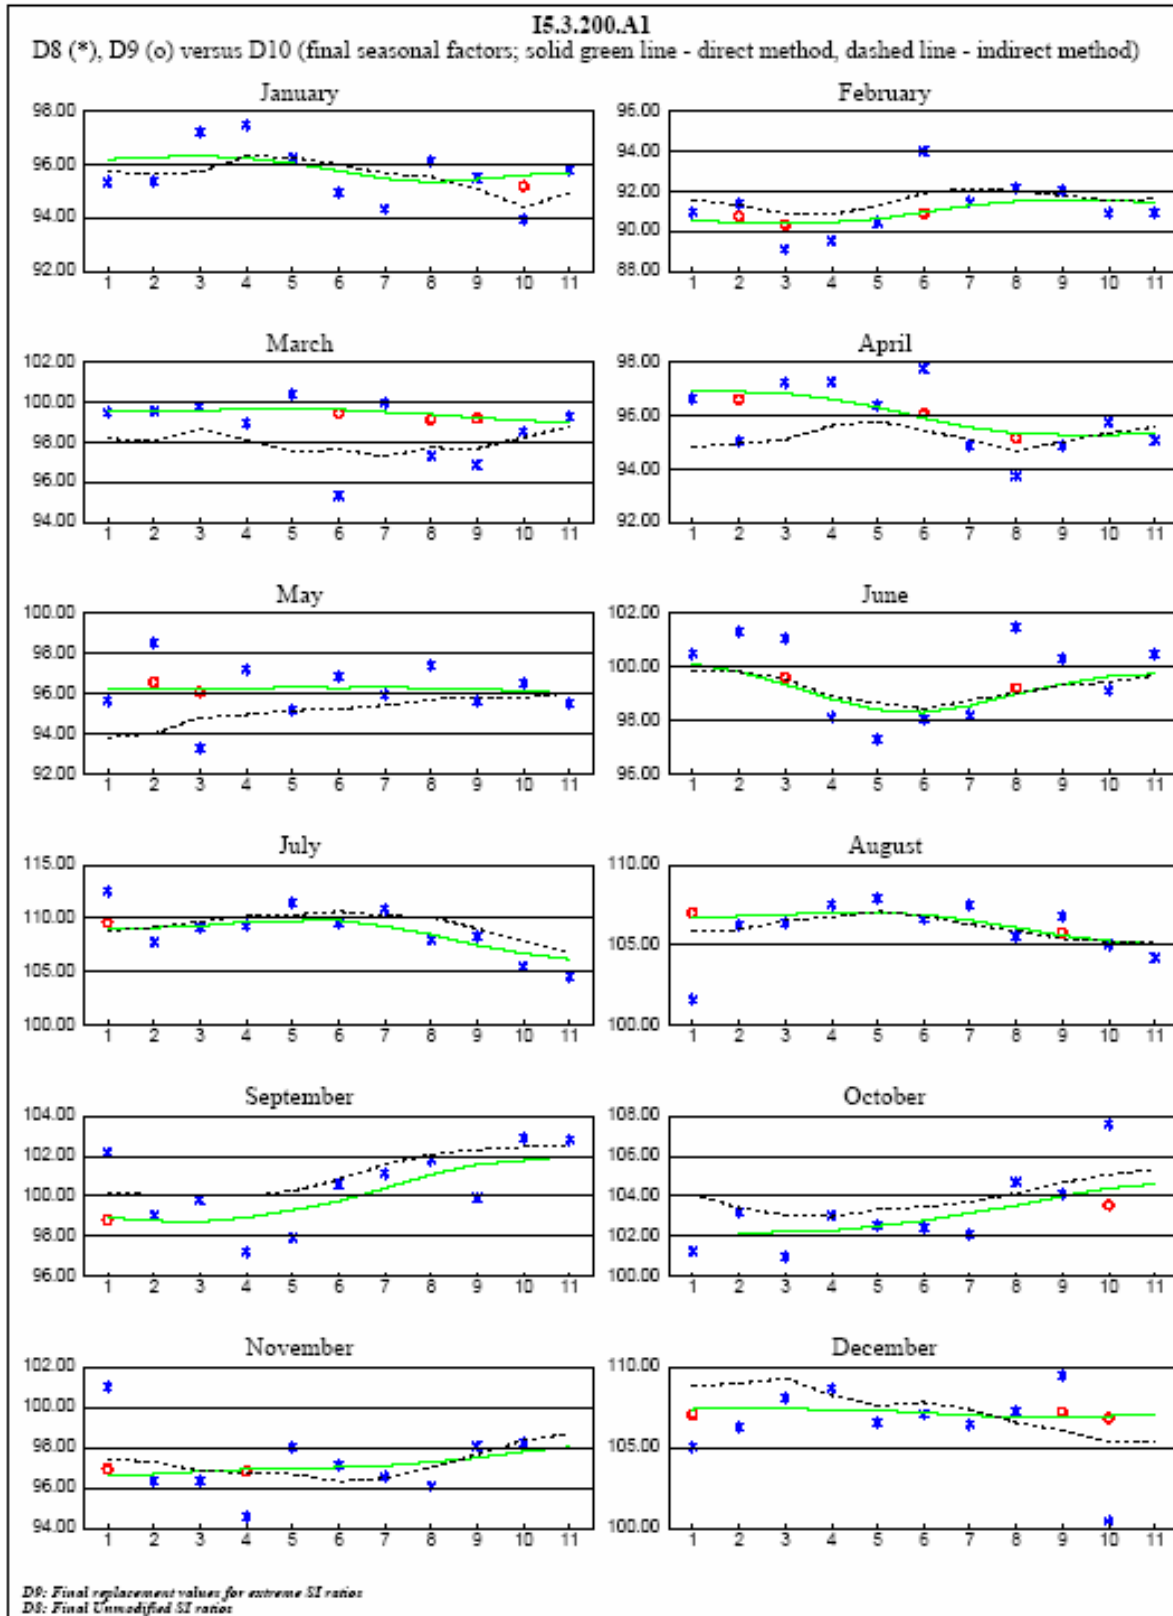 I5.3.200.A1
D8 (*), D9 (o) versus D10 (final seasonal factors; solid green line - direct method, dashed line - indirect method)
January
98.00
96.00
94.00
92.00
1 2 3 4 5 6 7 8 9 10 11
February
96.00
94.00
92.00
90.00
88.00
1 2 3 4 5 6 7 8 9 10 11
March
102.00
100.00
98.00
96.00
94.00
1 2 3 4 5 6 7 8 9 10 11
April
98.00
96.00
94.00
92.00
1 2 3 4 5 6 7 8 9 10 11
May
100.00
98.00
96.00
94.00
92.00
1 2 3 4 5 6 7 8 9 10 11
June
102.00
100.00
98.00
96.00
1 2 3 4 5 6 7 8 9 10 11
July
115.00
110.00
105.00
100.00
1 2 3 4 5 6 7 8 9 10 11
August
110.00
105.00
100.00
1 2 3 4 5 6 7 8 9 10 11
September
104.00
102.00
100.00
98.00
96.00
1 2 3 4 5 6 7 8 9 10 11
October
108.00
106.00
104.00
102.00
100.00
1 2 3 4 5 6 7 8 9 10 11
November
102.00
100.00
98.00
96.00
94.00
1 2 3 4 5 6 7 8 9 10 11
December
110.00
105.00
100.00
1 2 3 4 5 6 7 8 9 10 11
D9: Final replacement values for extreme SI ratios
D8: Final Unmodified SI ratios